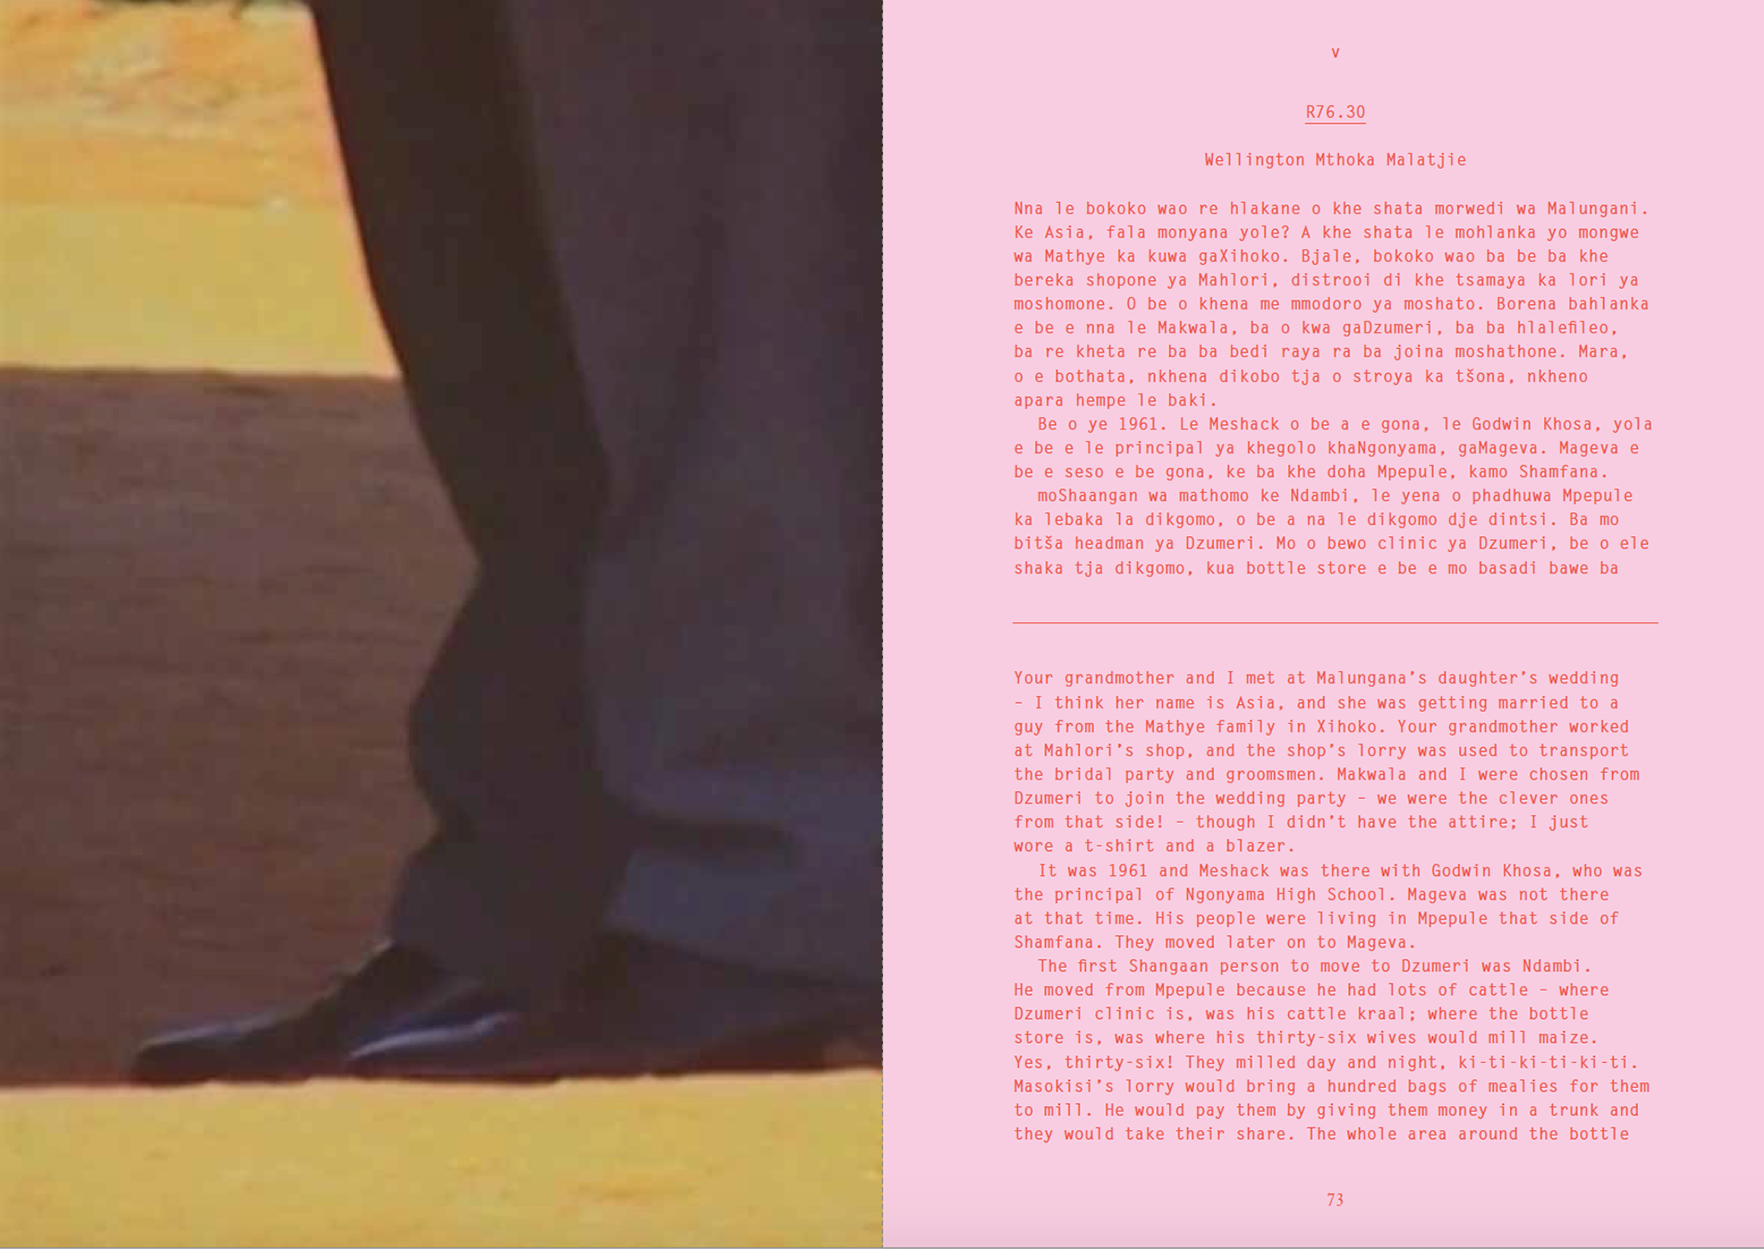 v
R76.30
Wellington Mthoka Malatjie
Nna le bokoko wao re hlakane o khe shata morwedi wa Malungani.
Ke Asia, fala monyana yole? A khe shata le mohlanka yo mongwe
wa Mathye ka kuwa gaXihoko. Bjale, bokoko wao ba be ba khe
bereka shopone ya Mahlori, distrooi di khe tsamaya ka lori ya
moshomone. O be o khena me mmodoro ya moshato. Borena bahlanka
e be e nna le Makwala, ba o kwa gaDzumeri, ba ba hlalefileo,
ba re kheta re ba ba bedi raya ra ba joina moshathone. Mara,
o e bothata, nkhena dikobo tja o stroya ka tšona, nkheno
apara hempe le baki.
Be o ye 1961. Le Meshack o be a e gona, le Godwin Khosa, yola
e be e le principal ya khegolo khaNgonyama, gaMageva. Mageva e
be e seso e be gona, ke ba khe doha Mpepule, kamo Shamfana.
moShaangan wa mathomo ke Ndambi, le yena o phadhuwa Mpepule
ka lebaka la dikgomo, o be a na le dikgomo dje dintsi. Ba mo
bitša headman ya Dzumeri. Mo o bewo clinic ya Dzumeri, be o ele
shaka tja dikgomo, kua bottle store e be e mo basadi bawe ba
Your grandmother and I met at Malungana's daughter's wedding
– I think her name is Asia, and she was getting married to a
guy from the Mathye family in Xihoko. Your grandmother worked
at Mahlori's shop, and the shop's lorry was used to transport
the bridal party and groomsmen. Makwala and I were chosen from
Dzumeri to join the wedding party – we were the clever ones
from that side! – though I didn't have the attire; I just
wore a t-shirt and a blazer.
It was 1961 and Meshack was there with Godwin Khosa, who was
the principal of Ngonyama High School. Mageva was not there
at that time. His people were living in Mpepule that side of
Shamfana. They moved later on to Mageva.
The first Shangaan person to move to Dzumeri was Ndambi.
He moved from Mpepule because he had lots of cattle – where
Dzumeri clinic is, was his cattle kraal; where the bottle
store is, was where his thirty-six wives would mill maize.
Yes, thirty-six! They milled day and night, ki-ti-ki-ti-ki-ti.
Masokisi's lorry would bring a hundred bags of mealies for them
to mill. He would pay them by giving them money in a trunk and
they would take their share. The whole area around the bottle
73